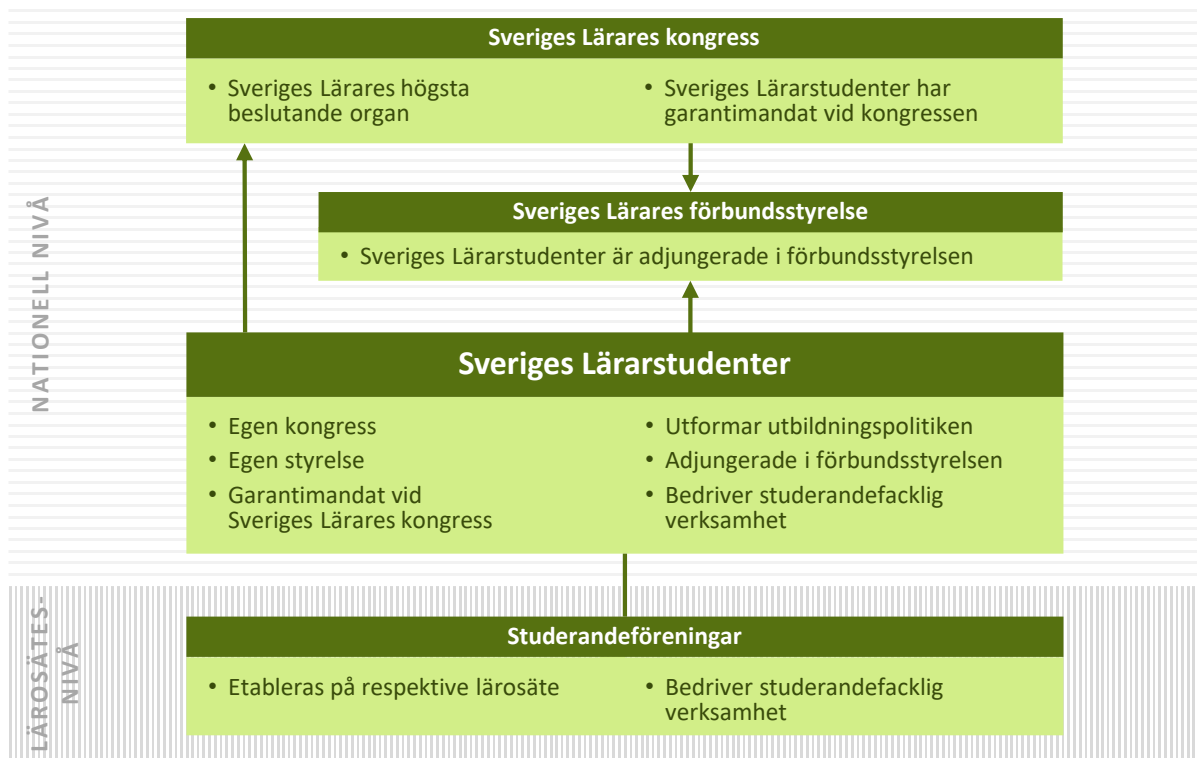 Sveriges Lärares kongress
• Sveriges Lärares högsta
beslutande organ
• Sveriges Lärarstudenter har
garantimandat vid kongressen
NATIONELL NIVÅ
Sveriges Lärares förbundsstyrelse
• Sveriges Lärarstudenter är adjungerade i förbundsstyrelsen
Sveriges Lärarstudenter
• Egen kongress
• Egen styrelse
• Garantimandat vid
Sveriges Lärares kongress
• Utformar utbildningspolitiken
• Adjungerade i förbundsstyrelsen
• Bedriver studerandefacklig
verksamhet
LÄROSÄTES-
NIVÅ
Studerandeföreningar
• Etableras på respektive lärosäte
• Bedriver studerandefacklig
verksamhet